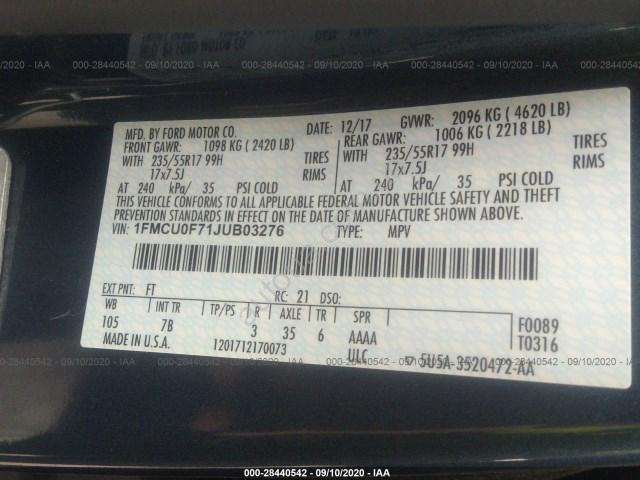 000-28440542 - 09/10/2020 - IAA
MFD. BY FORD MOTOR CO.
DATE: 12/17
GVWR: 2096 KG ( 4620 LB)
FRONT GAWR: 1098 KG ( 2420 LB)
REAR GAWR: 1006 KG ( 2218 LB)
WITH 235/55R17 99H TIRES
WITH 235/55R17 99H TIRES
17x7.5J RIMS
17x7.5J RIMS
AT 240 kPa/ 35 PSI COLD
AT 240 kPa/ 35 PSI COLD
THIS VEHICLE CONFORMS TO ALL APPLICABLE FEDERAL MOTOR VEHICLE SAFETY AND THEFT
PREVENTION STANDARDS IN EFFECT ON THE DATE OF MANUFACTURE SHOWN ABOVE.
VIN: 1FMCU0F71JUB03276
TYPE: MPV
EXT PNT: FT
RC: 21 DSO:
WB INT TR TP/PS R AXLE TR SPR
105 7B 3 35 6 AAAA
F0089
T0316
MADE IN U.S.A.
1201712170073
ULC
5U5A-3520472-AA
000-28440542 - 09/10/2020 - IAA